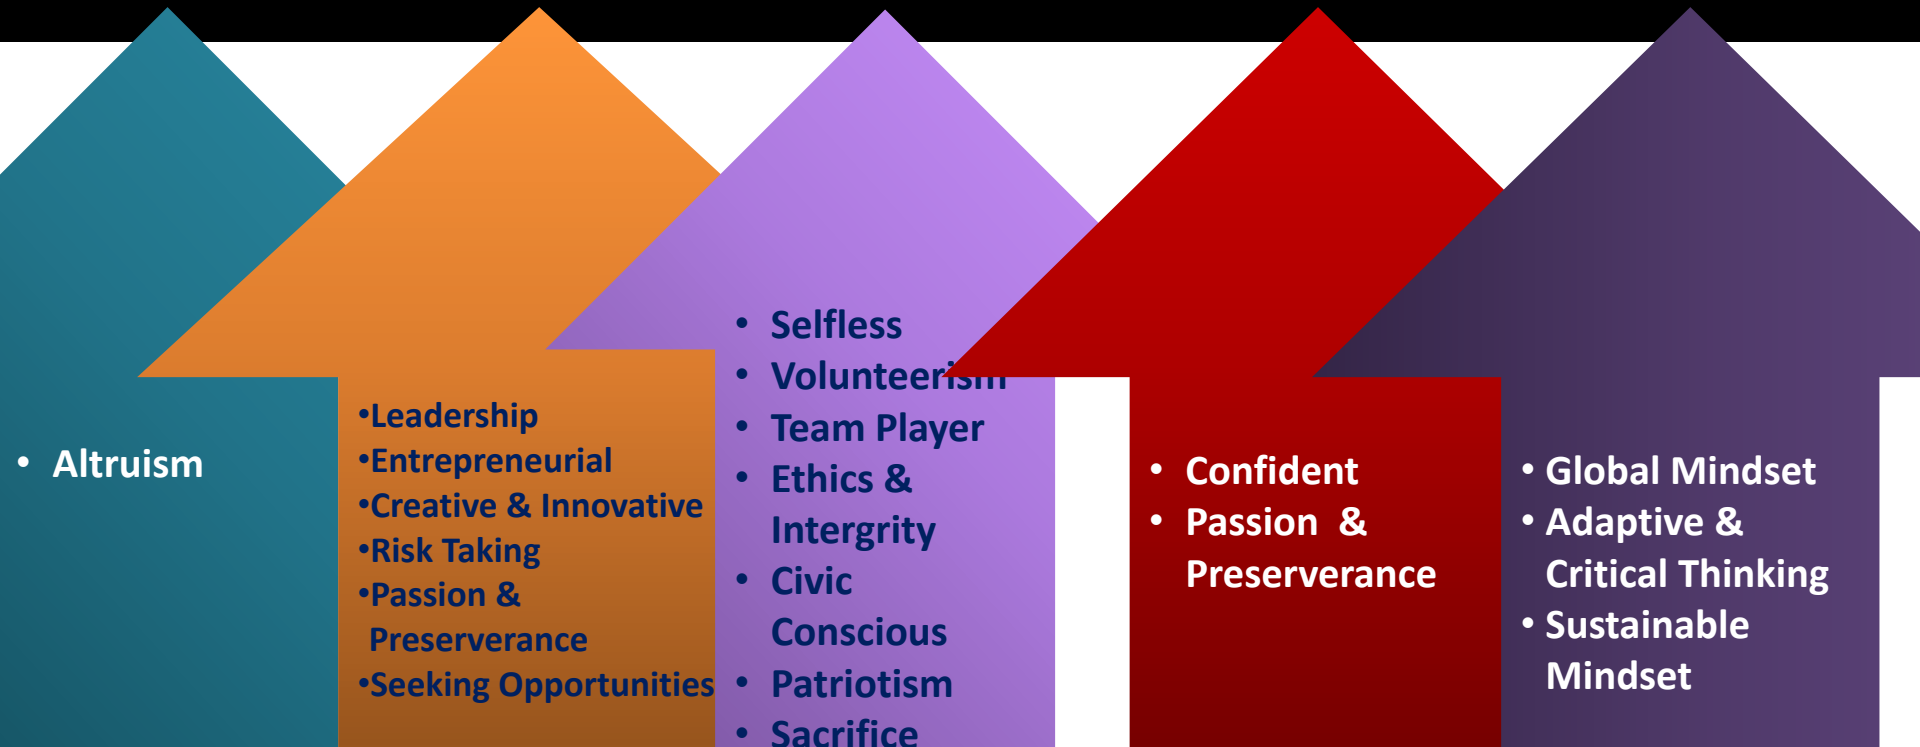 • Altruism
•Leadership
•Entrepreneurial
•Creative & Innovative
•Risk Taking
•Passion &
Preserverance
•Seeking Opportunities
• Selfless
• Volunteerism
• Team Player
• Ethics &
Intergrity
• Civic
Conscious
• Patriotism
• Sacrifice
• Confident
• Passion &
Preserverance
• Global Mindset
• Adaptive &
Critical Thinking
• Sustainable
Mindset